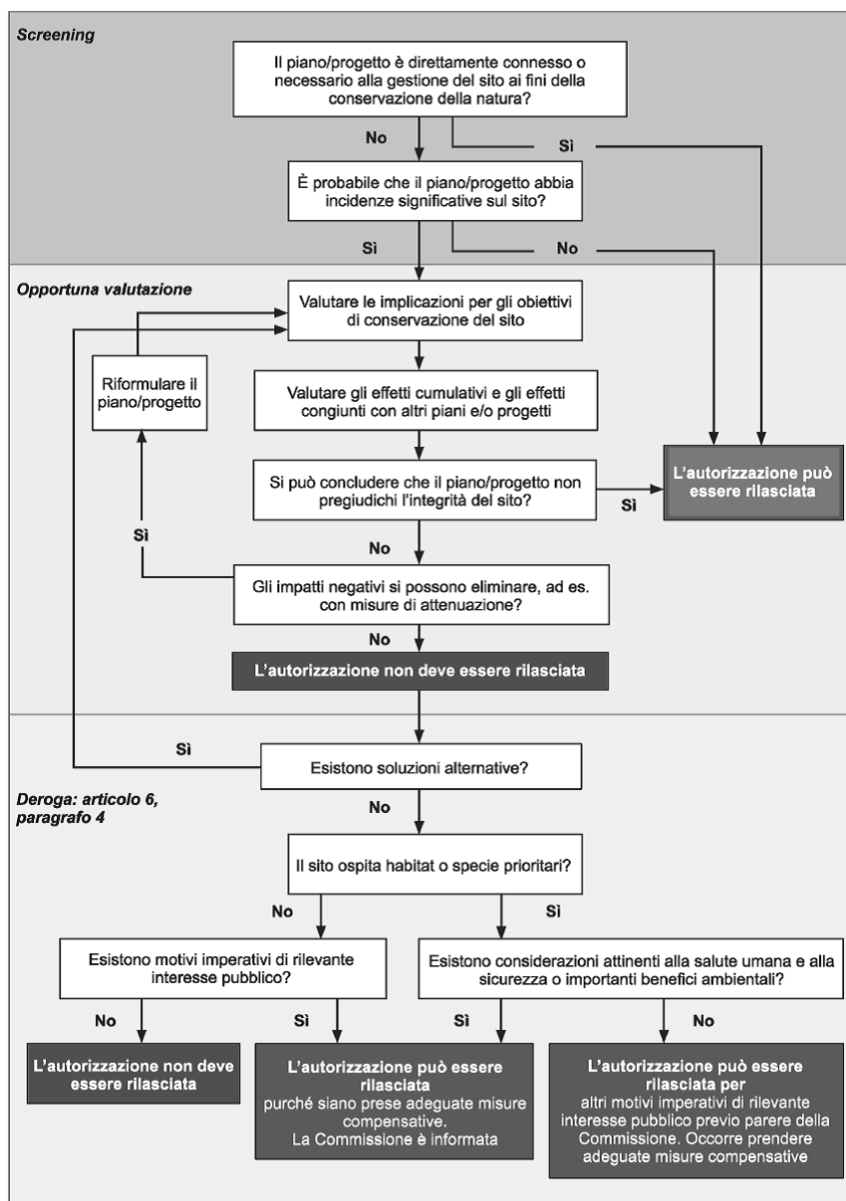 Screening
Il piano/progetto è direttamente connesso o
necessario alla gestione del sito ai fini della
conservazione della natura?
No
Sì
È probabile che il piano/progetto abbia
incidenze significative sul sito?
Sì
No
Opportuna valutazione
Valutare le implicazioni per gli obiettivi
di conservazione del sito
Riformulare il
piano/progetto
Valutare gli effetti cumulativi e gli effetti
congiunti con altri piani e/o progetti
Si può concludere che il piano/progetto non
pregiudichi l'integrità del sito?
Sì
L'autorizzazione può
essere rilasciata
No
Sì
Gli impatti negativi si possono eliminare, ad es.
con misure di attenuazione?
No
L'autorizzazione non deve essere rilasciata
Sì
Esistono soluzioni alternative?
Deroga: articolo 6,
paragrafo 4
No
Il sito ospita habitat o specie prioritari?
No
Sì
Esistono motivi imperativi di rilevante
interesse pubblico?
Esistono considerazioni attinenti alla salute umana e alla
sicurezza o importanti benefici ambientali?
No
Sì
Sì
No
L'autorizzazione non deve
essere rilasciata
L'autorizzazione può essere
rilasciata
purché siano prese adeguate misure
compensative.
La Commissione è informata
L'autorizzazione può essere
rilasciata per
altri motivi imperativi di rilevante
interesse pubblico previo parere della
Commissione. Occorre prendere
adeguate misure compensative